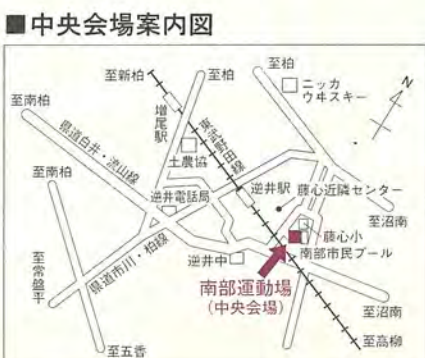 ■中央会場案内図
至新柏
至柏
至柏
ニッカ
ウヰスキー
N
至南柏
増尾駅
東武野田線
県道白井・流山線
土農協
至南柏
逆井電話局
逆井駅
藤心近隣センター
至沼南
藤心小
南部市民プール
至常盤平
県道市川・柏線
逆井中
南部運動場
(中央会場)
至沼南
至五香
至高柳